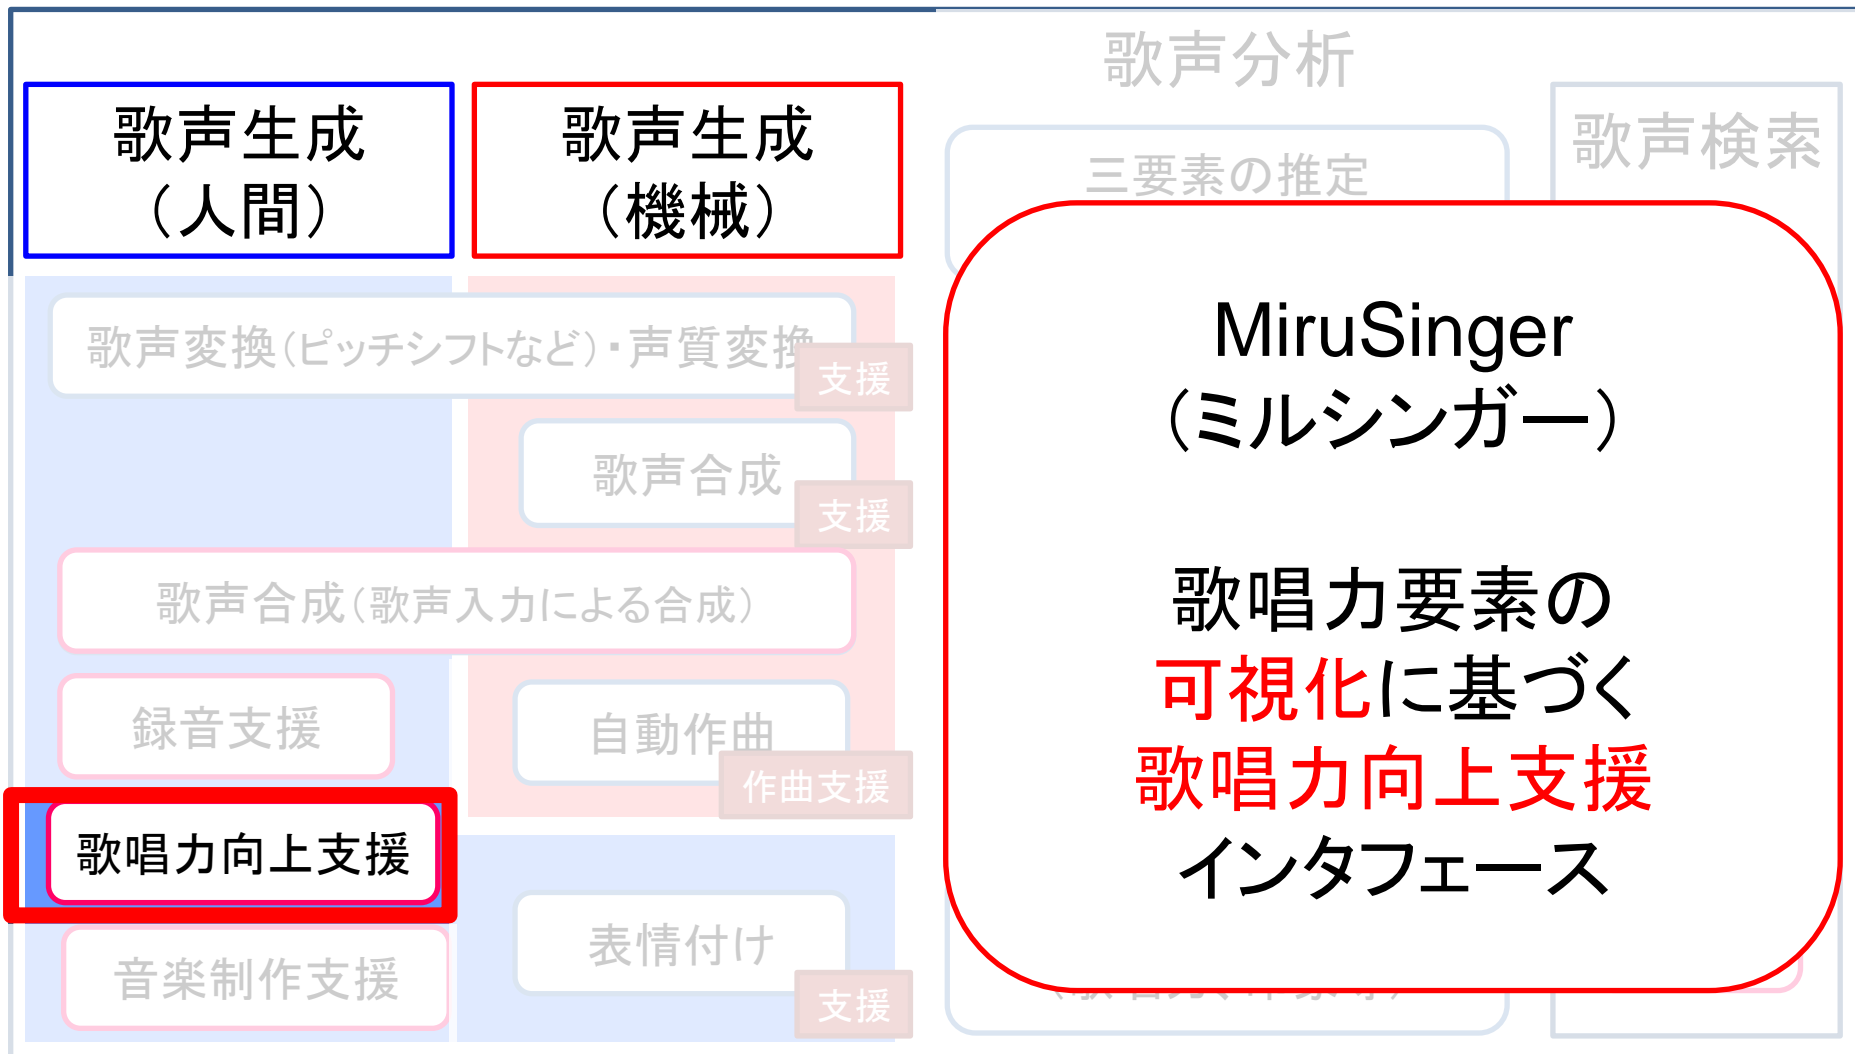 歌声分析
歌声生成
（人間）
歌声生成
（機械）
歌声検索
三要素の推定
歌声変換（ピッチシフトなど）・声質変換
支援
歌声合成
支援
歌声合成（歌声入力による合成）
録音支援
自動作曲
作曲支援
歌唱力向上支援
表情付け
支援
音楽制作支援
MiruSinger
（ミルシンガー）
歌唱力要素の
可視化に基づく
歌唱力向上支援
インタフェース